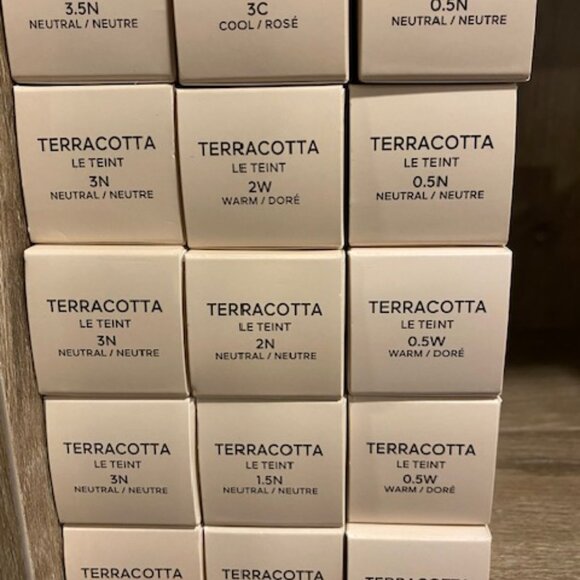 3.5N
NEUTRAL / NEUTRE
3C
COOL / ROSÉ
0.5N
NEUTRAL / NEUTRE
TERRACOTTA
LE TEINT
3N
NEUTRAL / NEUTRE
TERRACOTTA
LE TEINT
2W
WARM / DORÉ
TERRACOTTA
LE TEINT
0.5N
NEUTRAL / NEUTRE
TERRACOTTA
LE TEINT
3N
NEUTRAL / NEUTRE
TERRACOTTA
LE TEINT
2N
NEUTRAL / NEUTRE
TERRACOTTA
LE TEINT
0.5W
WARM / DORÉ
TERRACOTTA
LE TEINT
3N
NEUTRAL / NEUTRE
TERRACOTTA
LE TEINT
1.5N
NEUTRAL / NEUTRE
TERRACOTTA
LE TEINT
0.5W
WARM / DORÉ
TERRACOTTA
TERRACOTTA
TERRACOTTA